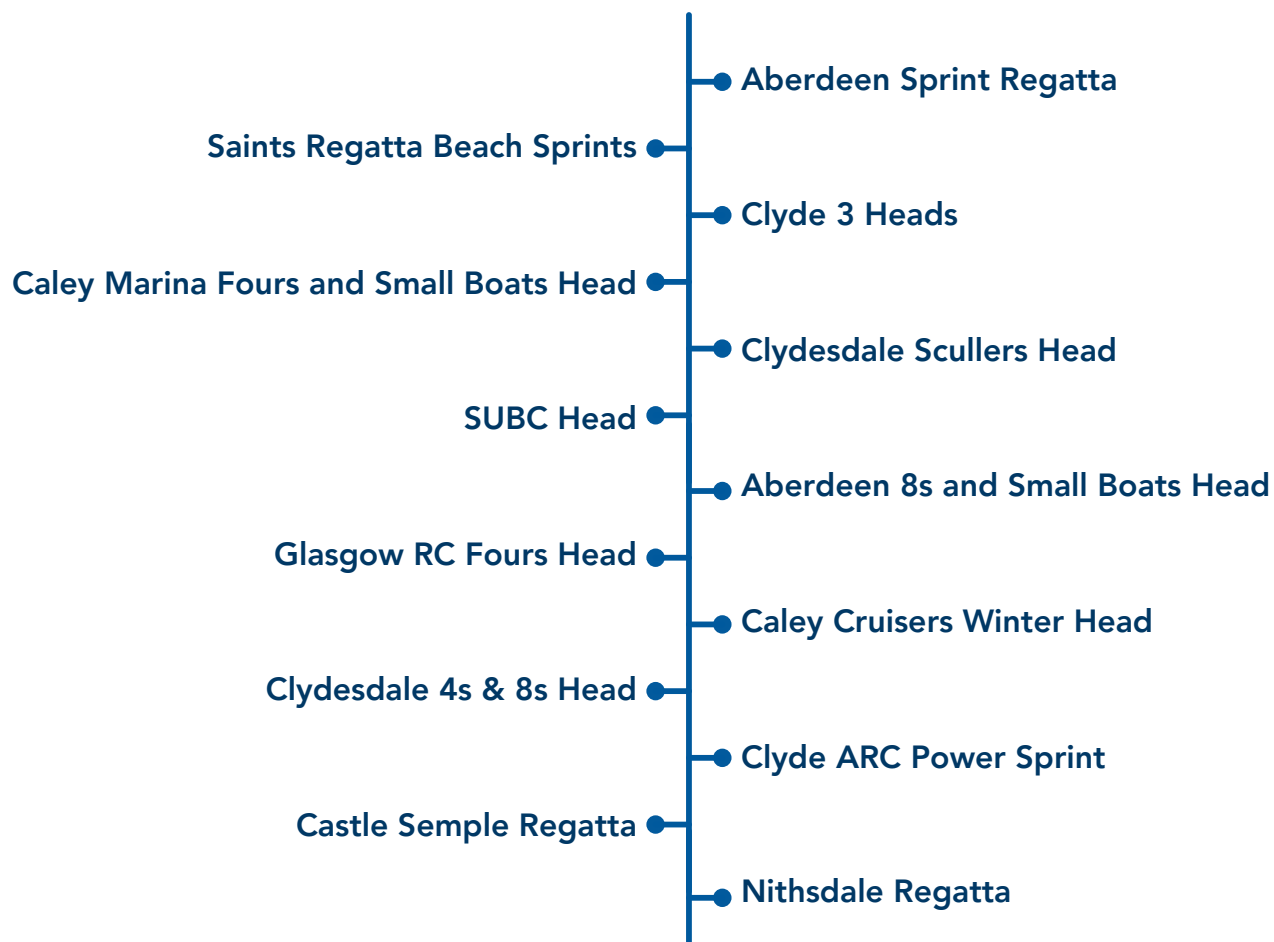 Aberdeen Sprint Regatta
Saints Regatta Beach Sprints
Clyde 3 Heads
Caley Marina Fours and Small Boats Head
Clydesdale Scullers Head
SUBC Head
Aberdeen 8s and Small Boats Head
Glasgow RC Fours Head
Caley Cruisers Winter Head
Clydesdale 4s & 8s Head
Clyde ARC Power Sprint
Castle Semple Regatta
Nithsdale Regatta